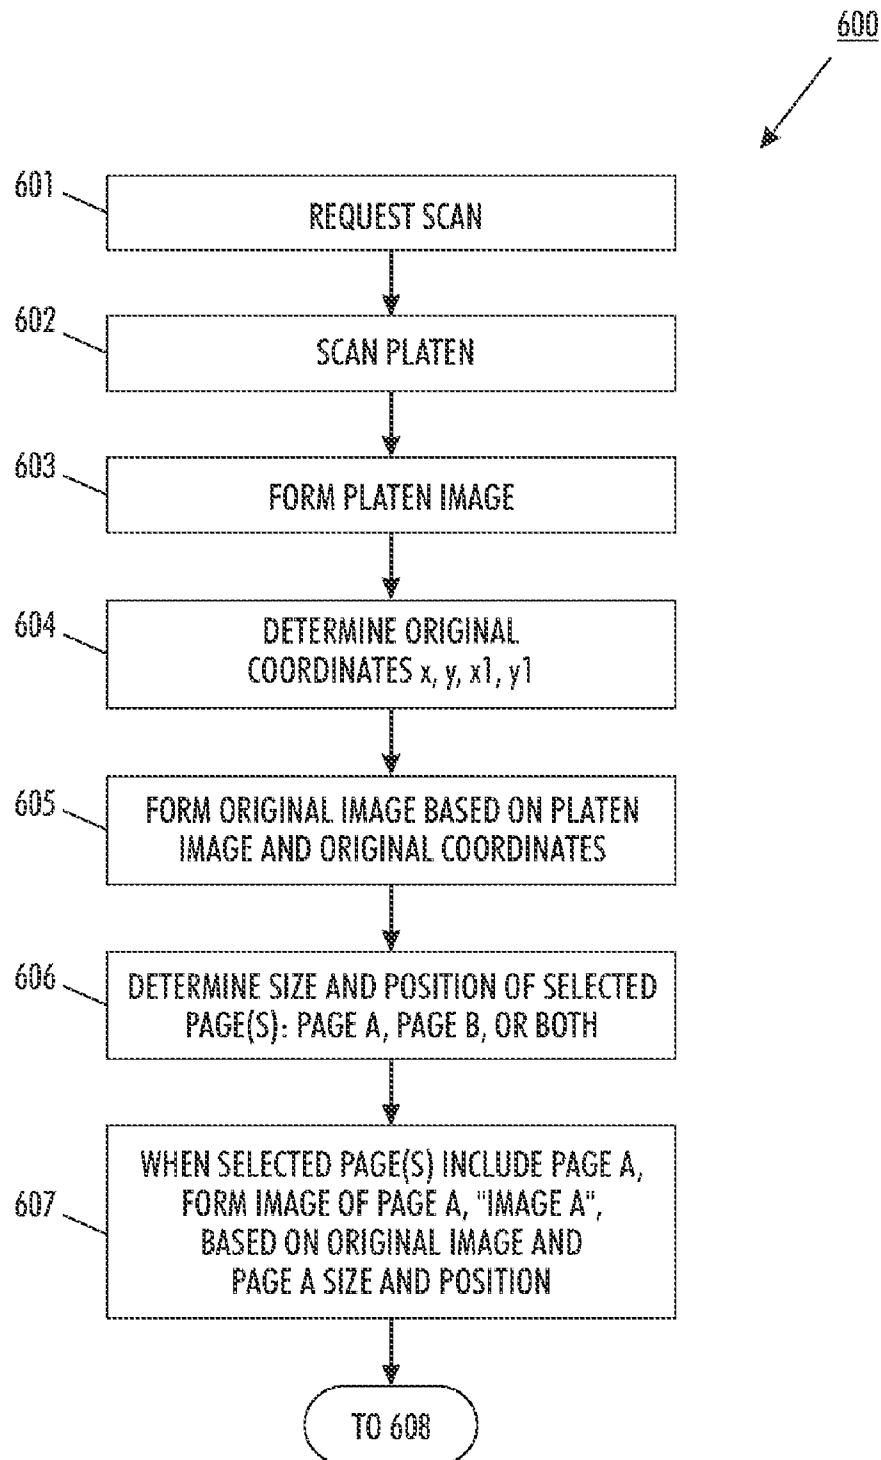 600
601
REQUEST SCAN
602
SCAN PLATEN
603
FORM PLATEN IMAGE
604
DETERMINE ORIGINAL
COORDINATES x, y, x1, y1
605
FORM ORIGINAL IMAGE BASED ON PLATEN
IMAGE AND ORIGINAL COORDINATES
606
DETERMINE SIZE AND POSITION OF SELECTED
PAGE(S): PAGE A, PAGE B, OR BOTH
607
WHEN SELECTED PAGE(S) INCLUDE PAGE A,
FORM IMAGE OF PAGE A, "IMAGE A",
BASED ON ORIGINAL IMAGE AND
PAGE A SIZE AND POSITION
TO 608